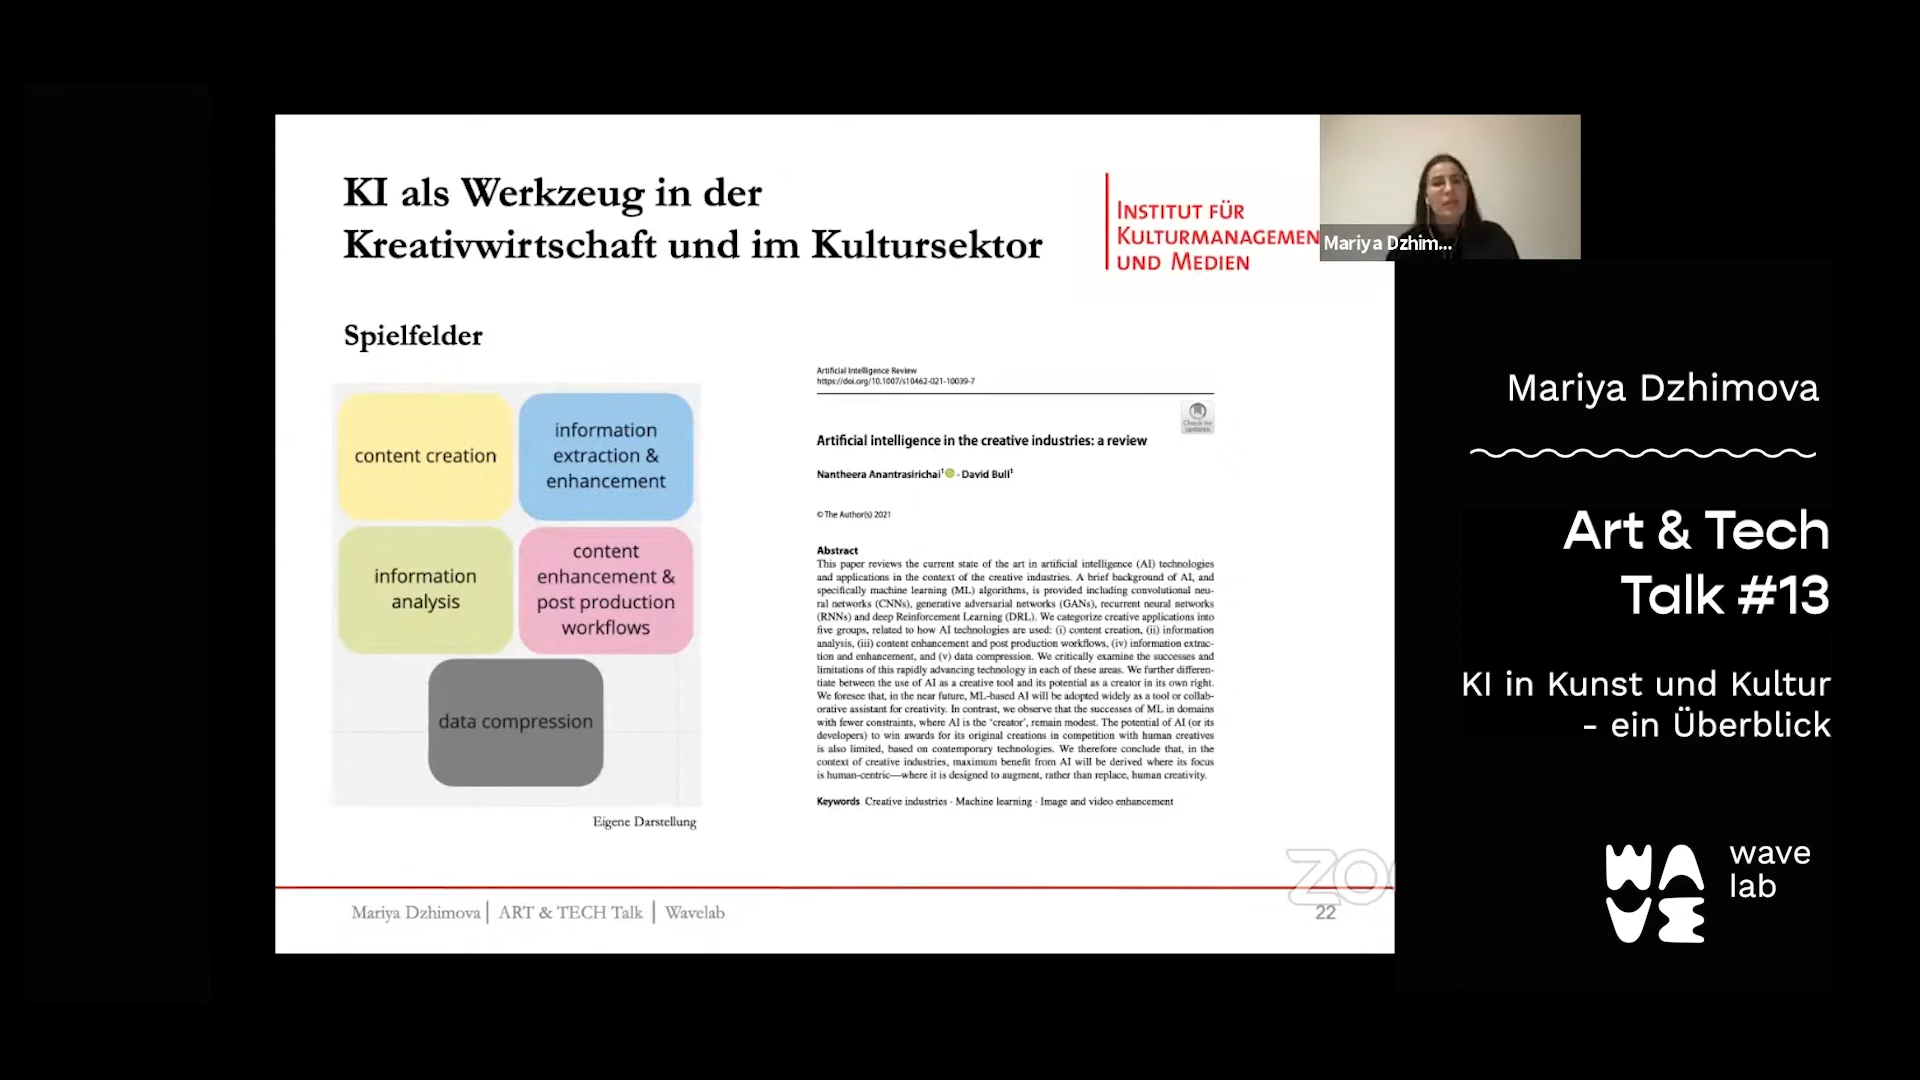 KI als Werkzeug in der
Kreativwirtschaft und im Kultursektor
INSTITUT FÜR
KULTURMANAGEMEN
UND MEDIEN
Mariya Dzhim...
Spielfelder
content creation
information
extraction &
enhancement
information
analysis
content
enhancement &
post production
workflows
data compression
Eigene Darstellung
Artificial Intelligence Review
https://doi.org/10.1007/s10462-021-10039-7
Check for
updates
Artificial intelligence in the creative industries: a review
Nantheera Anantrasirichai¹ · David Bull¹
© The Author(s) 2021
Abstract
This paper reviews the current state of the art in artificial intelligence (AI) technologies
and applications in the context of the creative industries. A brief background of AI, and
specifically machine learning (ML) algorithms, is provided including convolutional neu-
ral networks (CNNs), generative adversarial networks (GANs), recurrent neural networks
(RNNs) and deep Reinforcement Learning (DRL). We categorize creative applications into
five groups, related to how AI technologies are used: (i) content creation, (ii) information
analysis, (iii) content enhancement and post production workflows, (iv) information extrac-
tion and enhancement, and (v) data compression. We critically examine the successes and
limitations of this rapidly advancing technology in each of these areas. We further differen-
tiate between the use of AI as a creative tool and its potential as a creator in its own right.
We foresee that, in the near future, ML-based AI will be adopted widely as a tool or collab-
orative assistant for creativity. In contrast, we observe that the successes of ML in domains
with fewer constraints, where AI is the ‘creator’, remain modest. The potential of AI (or its
developers) to win awards for its original creations in competition with human creatives
is also limited, based on contemporary technologies. We therefore conclude that, in the
context of creative industries, maximum benefit from AI will be derived where its focus
is human-centric—where it is designed to augment, rather than replace, human creativity.
Keywords Creative industries · Machine learning · Image and video enhancement
Mariya Dzhimova | ART & TECH Talk | Wavelab
ZO
22
Mariya Dzhimova
Art & Tech
Talk #13
KI in Kunst und Kultur
- ein Überblick
WAVE
wave
lab